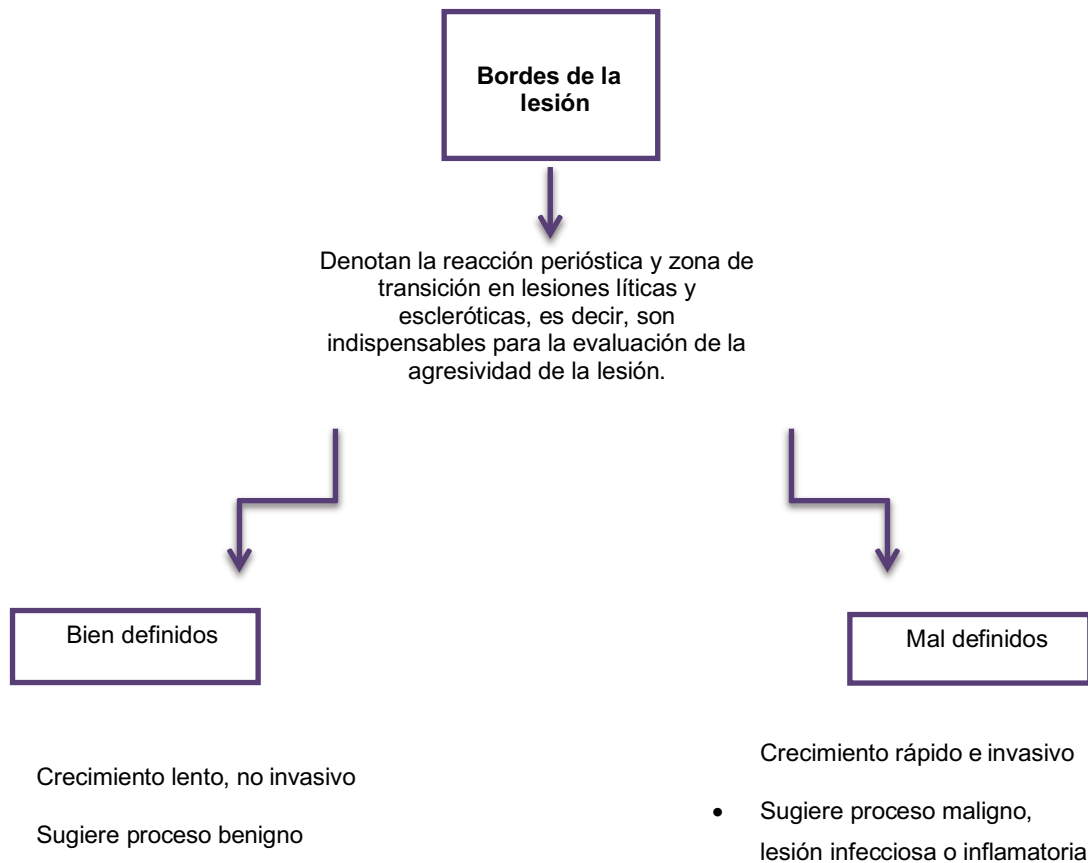 Bordes de la
lesión
Denotan la reacción perióstica y zona de
transición en lesiones líticas y
escleróticas, es decir, son
indispensables para la evaluación de la
agresividad de la lesión.
Bien definidos
Mal definidos
Crecimiento lento, no invasivo
Sugiere proceso benigno
Crecimiento rápido e invasivo
• Sugiere proceso maligno,
lesión infecciosa o inflamatoria